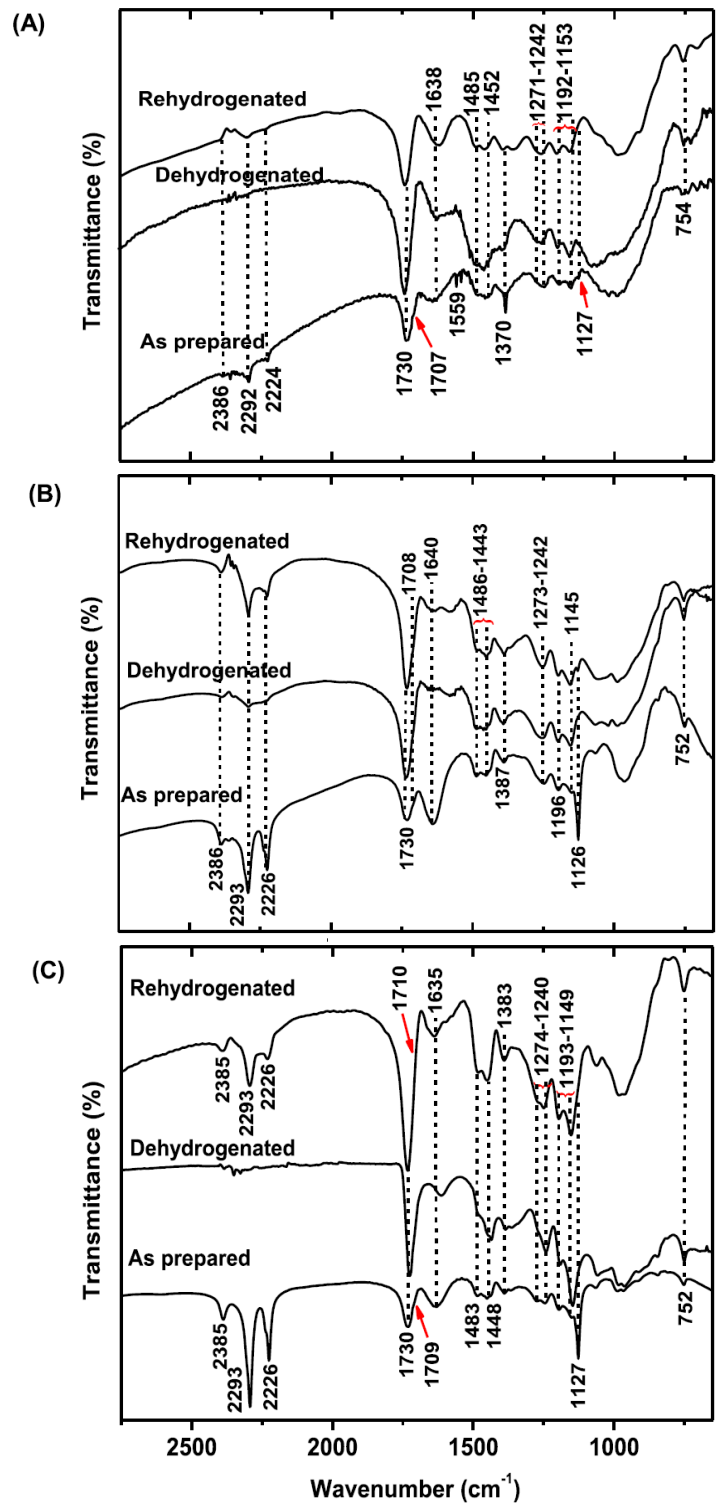 (A)
Transmittance (%)
Rehydrogenated
Dehydrogenated
As prepared
1638
1485
1452
1271-1242
1192-1153
2386
2292
2224
1730
1707
1559
1370
1127
754
(B)
Transmittance (%)
Rehydrogenated
Dehydrogenated
As prepared
1708
1640
1486-1443
1273-1242
1145
2386
2293
2226
1730
1387
1196
1126
752
(C)
Transmittance (%)
Rehydrogenated
Dehydrogenated
As prepared
1710
1635
1383
1274-1240
1193-1149
2385
2293
2226
2385
2293
2226
1730
1709
1483
1448
1127
752
2500 2000 1500 1000
Wavenumber (cm⁻¹)